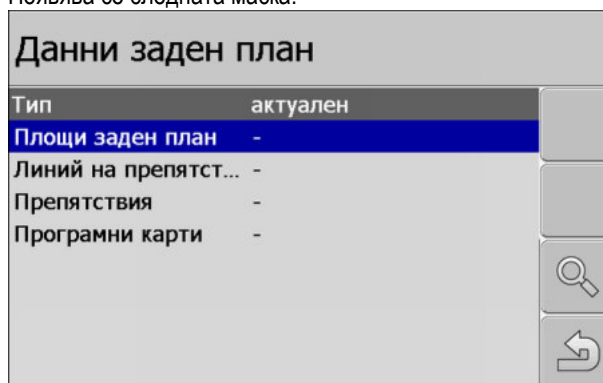 Появява се следната маска:
Данни заден план
Тип актуален
Площи заден план -
Линий на препятст... -
Препятствия -
Програмни карти -